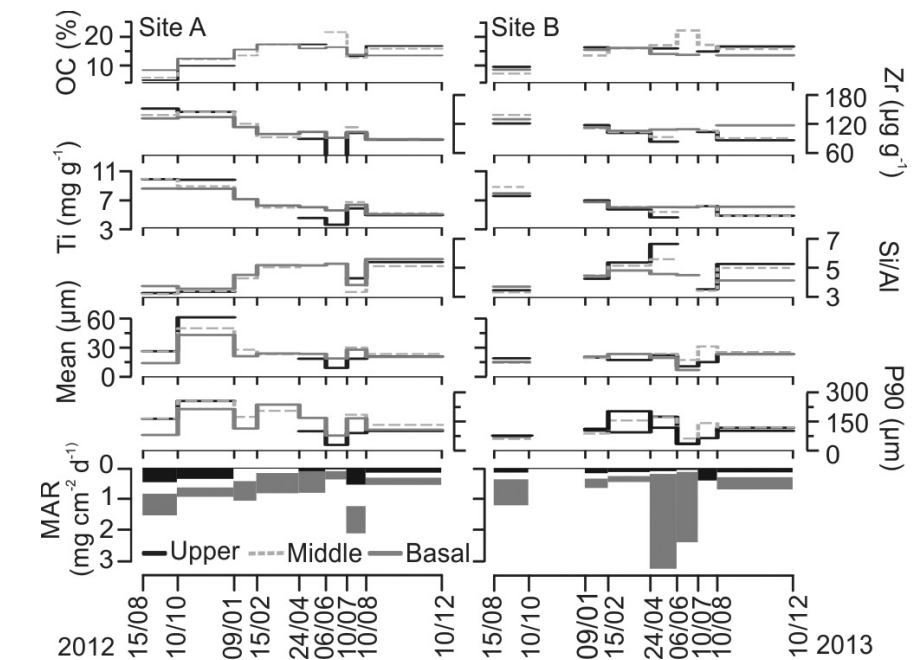 Site A
Site B
OC (%)
20
10
Zr (µg g⁻¹)
180
120
60
Ti (mg g⁻¹)
11
7
3
Si/Al
7
5
3
Mean (µm)
60
30
0
P90 (µm)
300
150
0
MAR
(mg cm⁻² d⁻¹)
0
1
2
3
Upper Middle Basal
15/08 10/10 09/01 15/02 24/04 06/06 10/07 10/08 10/12
15/08 10/10 09/01 15/02 24/04 06/06 10/07 10/08 10/12
2012 2013